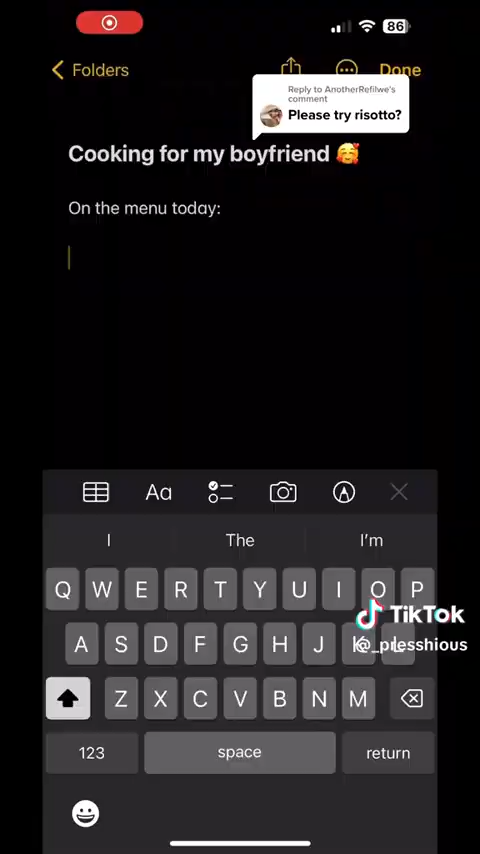 86
Folders
Done
Reply to AnotherRefilwe's
comment
Please try risotto?
Cooking for my boyfriend 🥰
On the menu today:
Aa
I The I'm
Q W E R T Y U I O P
TikTok
A S D F G H J K L
@_plesshious
Z X C V B N M
123 space return